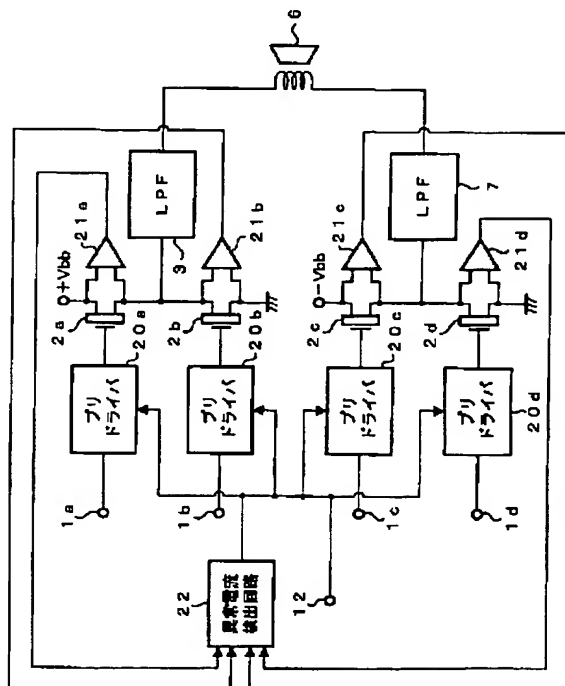 6
LPF
3
21a
+Vbb
2a
20a
プリ
ドライバ
1a
21b
2b
20b
プリ
ドライバ
1b
22
異常電流
検出回路
12
LPF
7
21c
-Vbb
2c
20c
プリ
ドライバ
1c
21d
2d
20d
プリ
ドライバ
1d